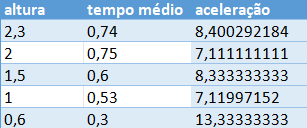 altura tempo médio aceleração
2,3 0,74 8,400292184
2 0,75 7,111111111
1,5 0,6 8,333333333
1 0,53 7,11997152
0,6 0,3 13,33333333